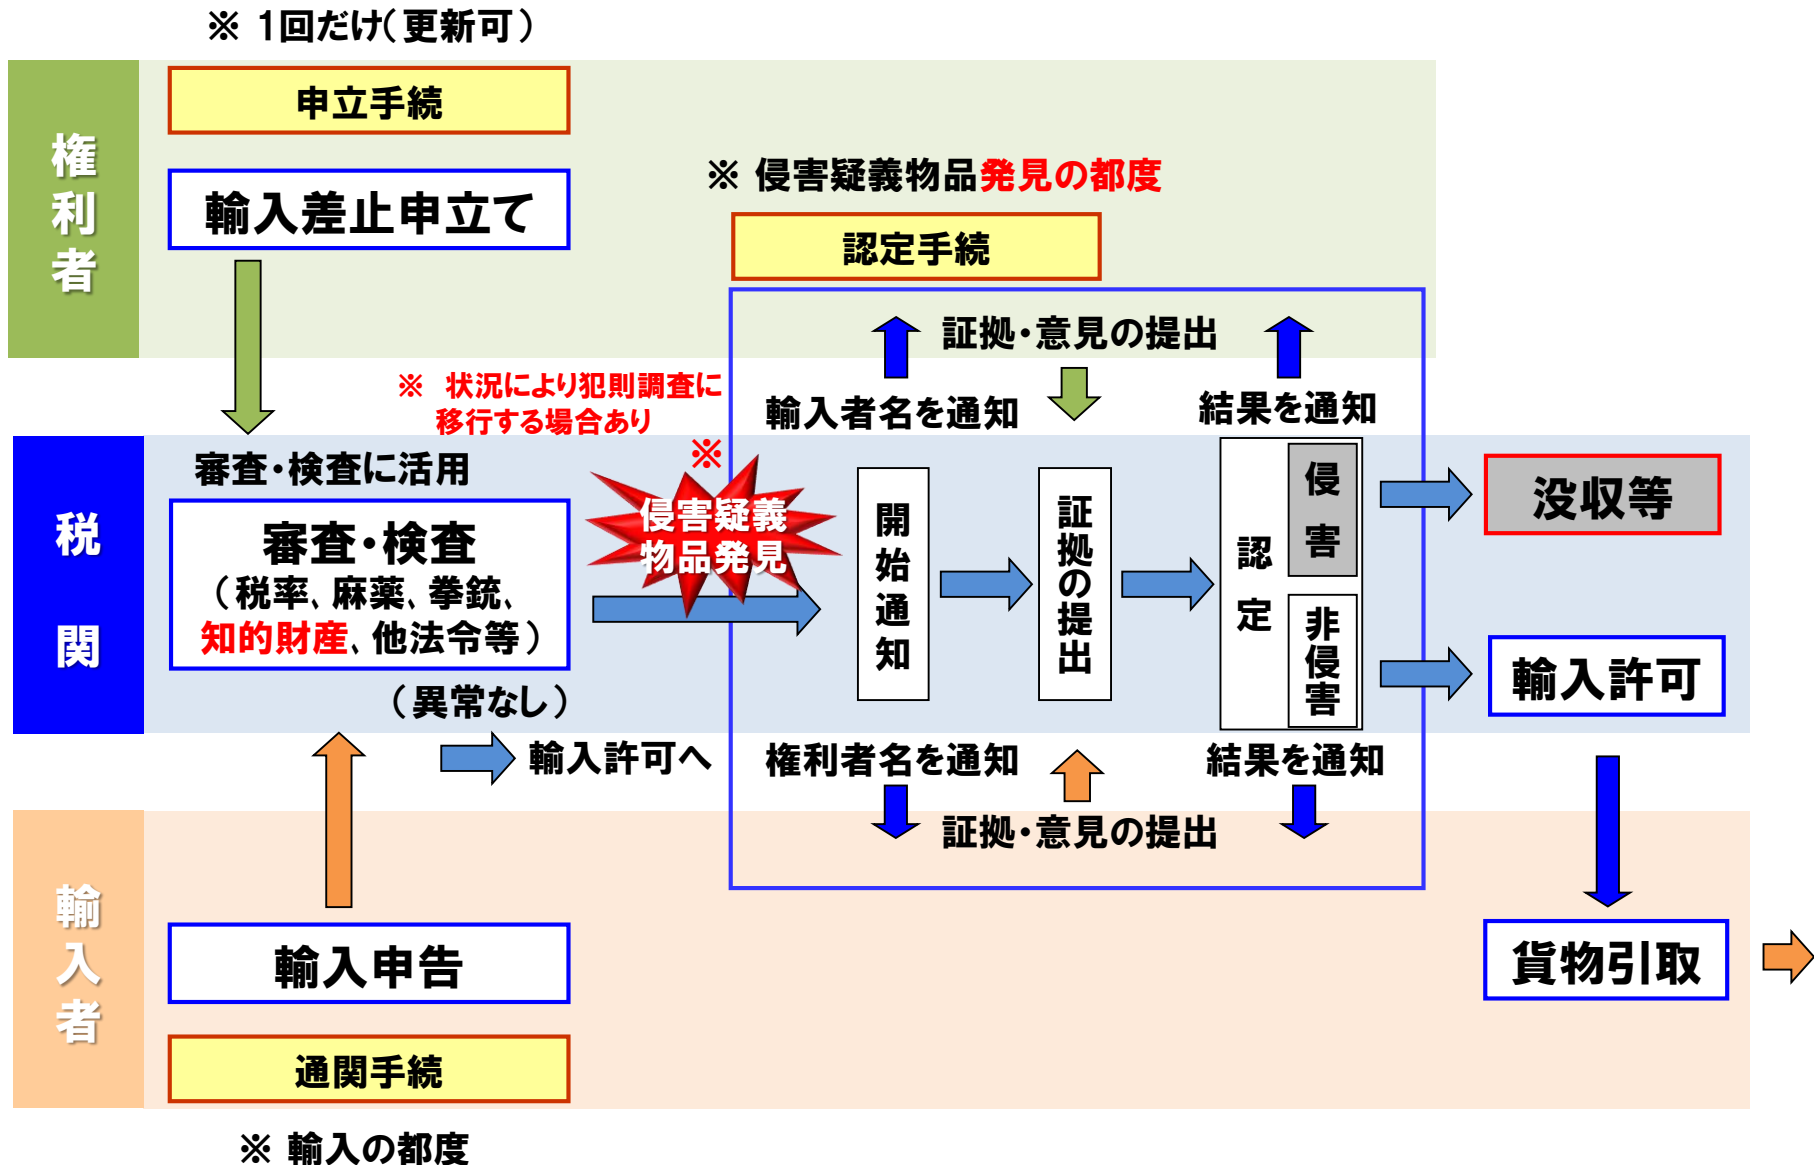 ※ 1回だけ(更新可)
権利者
申立手続
輸入差止申立て
※ 侵害疑義物品発見の都度
認定手続
証拠・意見の提出
輸入者名を通知
結果を通知
※ 状況により犯則調査に
移行する場合あり
※
税関
審査・検査に活用
審査・検査
(税率、麻薬、拳銃、
知的財産、他法令等)
侵害疑義
物品発見
開始通知
証拠の提出
認定
侵害
非侵害
没収等
輸入許可
(異常なし)
輸入許可へ
権利者名を通知
結果を通知
証拠・意見の提出
輸入者
輸入申告
貨物引取
通関手続
※ 輸入の都度